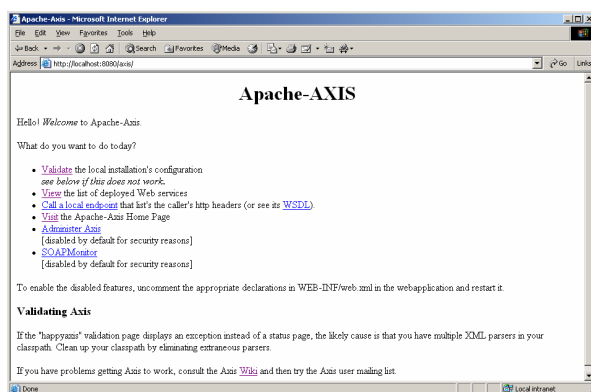 Apache-Axis - Microsoft Internet Explorer
File Edit View Favorites Tools Help
Back Search Favorites Media
Address http://localhost:8080/axis/ Go Links
Apache-AXIS
Hello! Welcome to Apache-Axis.
What do you want to do today?
• Validate the local installation's configuration
see below if this does not work.
• View the list of deployed Web services
• Call a local endpoint that list's the caller's http headers (or see its WSDL).
• Visit the Apache-Axis Home Page
• Administer Axis
[disabled by default for security reasons]
• SOAPMonitor
[disabled by default for security reasons]
To enable the disabled features, uncomment the appropriate declarations in WEB-INF/web.xml in the webapplication and restart it.
Validating Axis
If the "happyaxis" validation page displays an exception instead of a status page, the likely cause is that you have multiple XML parsers in your
classpath. Clean up your classpath by eliminating extraneous parsers.
If you have problems getting Axis to work, consult the Axis Wiki and then try the Axis user mailing list.
Done Local intranet